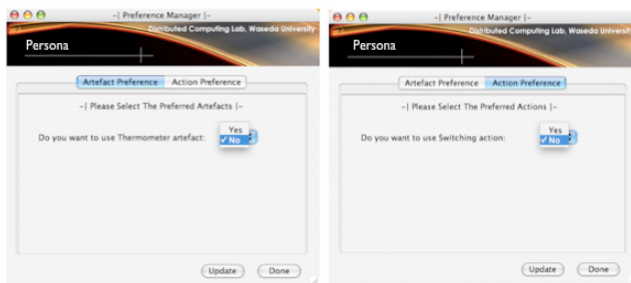 -| Preference Manager |-
Distributed Computing Lab, Waseda University
Persona
Artefact Preference Action Preference
-| Please Select The Preferred Artefacts |-
Do you want to use Thermometer artefact:
Yes
✓No
Update Done
-| Preference Manager |-
Distributed Computing Lab, Waseda Universit
Persona
Artefact Preference Action Preference
-| Please Select The Preferred Actions |-
Do you want to use Switching action:
Yes
✓No
Update Done